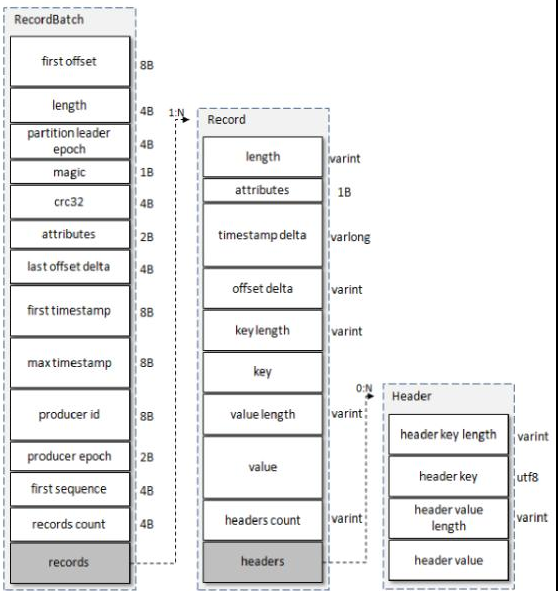 RecordBatch
first offset
8B
length
4B
partition leader
epoch
4B
magic
1B
crc32
4B
attributes
2B
last offset delta
4B
first timestamp
8B
max timestamp
8B
producer id
8B
producer epoch
2B
first sequence
4B
records count
4B
records
1:N
Record
length
varint
attributes
1B
timestamp delta
varlong
offset delta
varint
key length
varint
key
value length
varint
value
headers count
varint
headers
0:N
Header
header key length
varint
header key
utf8
header value
length
varint
header value